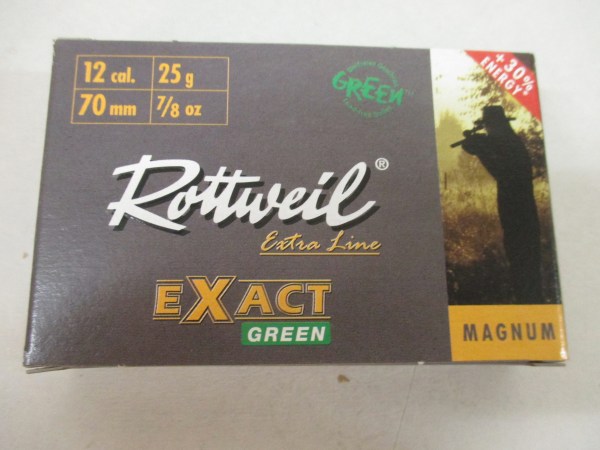 12 cal. 25 g
70 mm 7/8 oz
GREEN
+30%
ENERGY
Rottweil®
Extra Line
EXACT
GREEN
MAGNUM